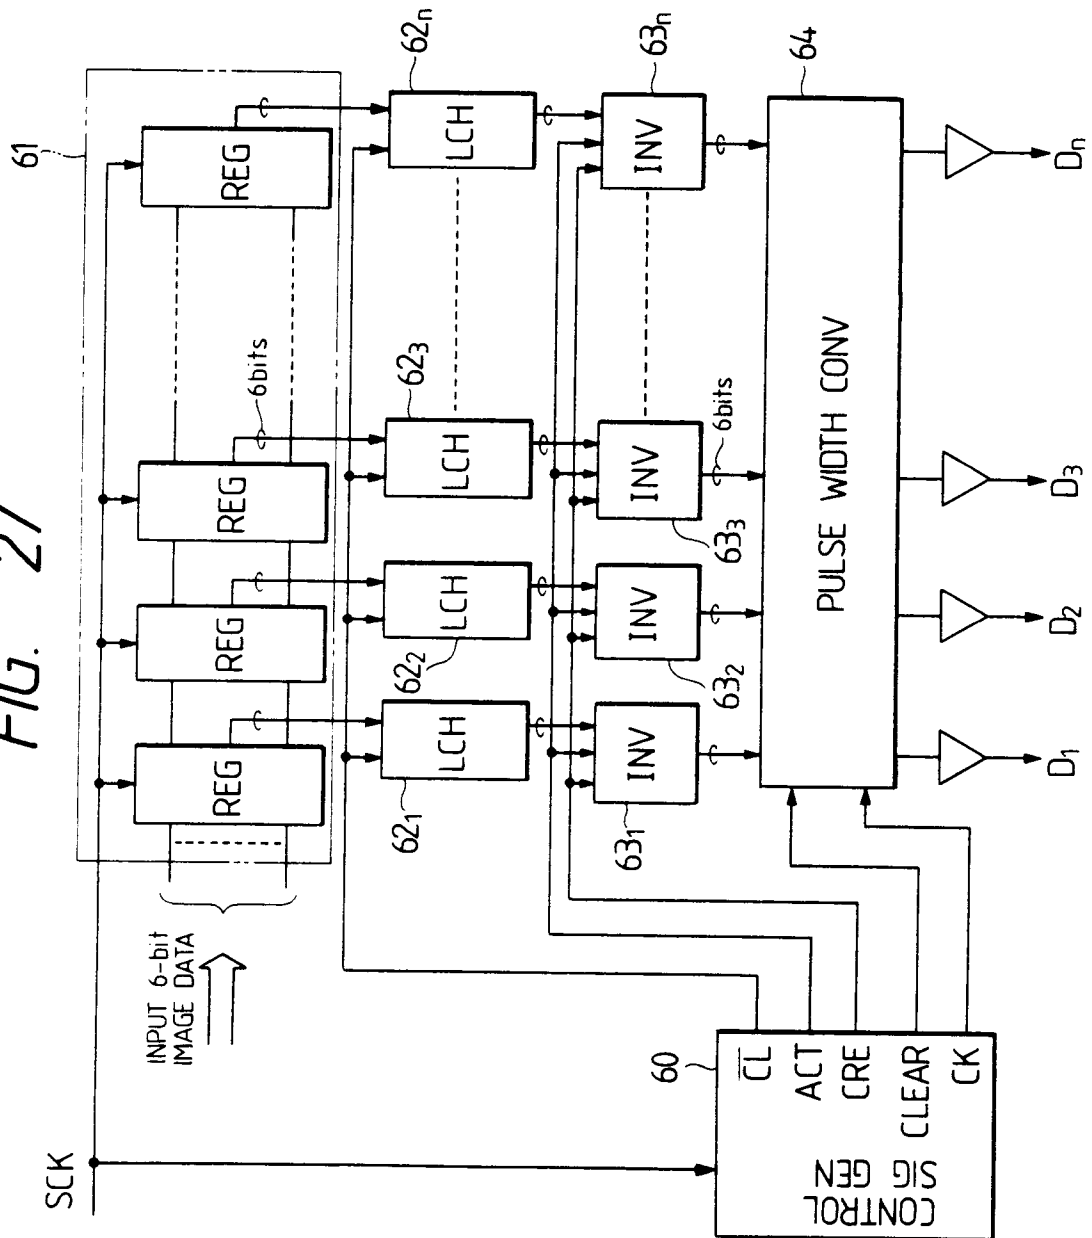 FIG. 27
61
SCK
INPUT 6-bit
IMAGE DATA
REG
REG
REG
REG
6bits
62₁
62₂
62₃
62ₙ
LCH
LCH
LCH
LCH
63₁
63₂
63₃
63ₙ
INV
INV
INV
INV
6bits
64
PULSE WIDTH CONV
60
CONTROL
SIG GEN
C̅L̅
ACT
CRE
CLEAR
CK
D₁
D₂
D₃
Dₙ